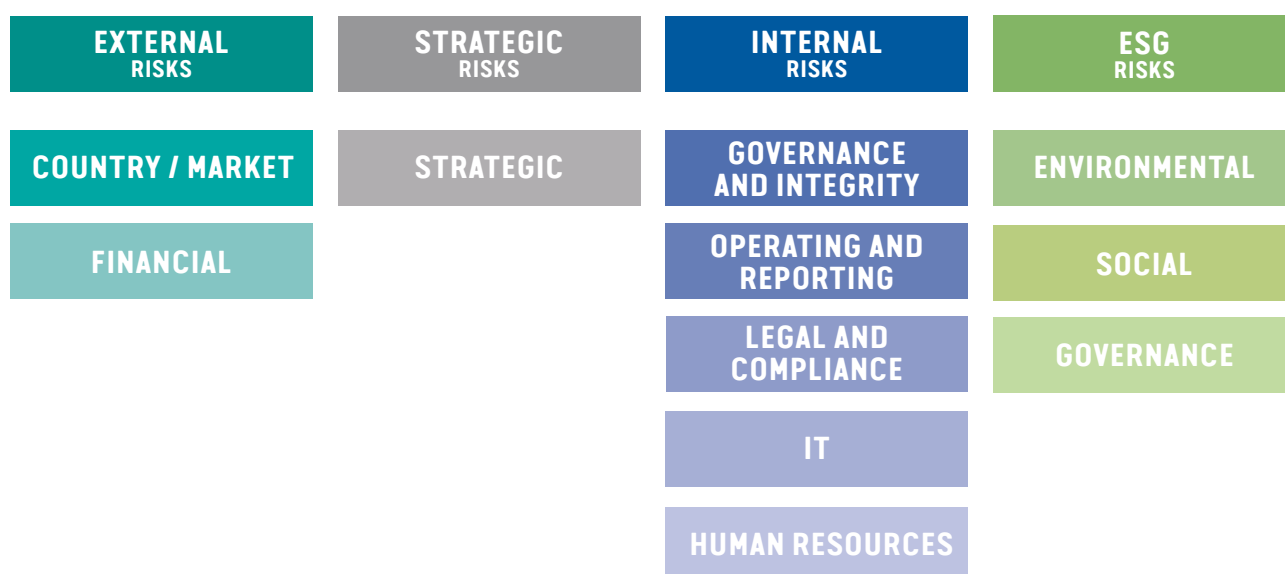 EXTERNAL
RISKS
STRATEGIC
RISKS
INTERNAL
RISKS
ESG
RISKS
COUNTRY / MARKET
STRATEGIC
GOVERNANCE
AND INTEGRITY
ENVIRONMENTAL
FINANCIAL
OPERATING AND
REPORTING
SOCIAL
LEGAL AND
COMPLIANCE
GOVERNANCE
IT
HUMAN RESOURCES